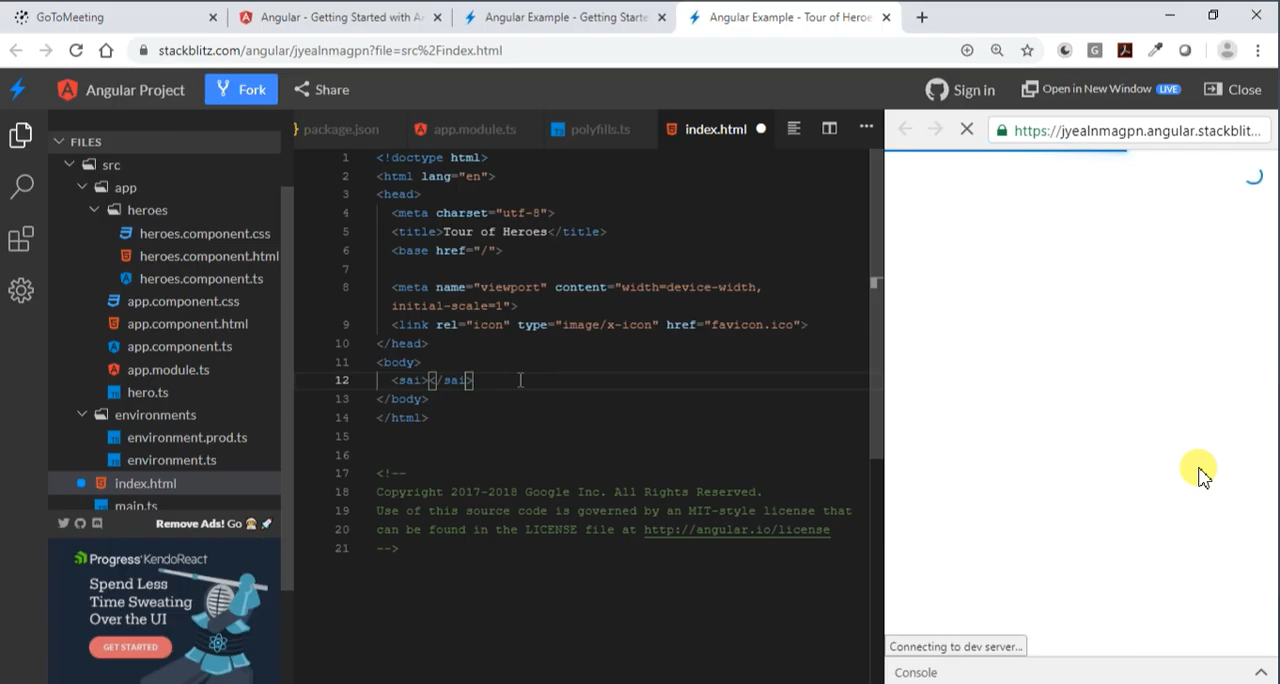 GoToMeeting
Angular - Getting Started with A
Angular Example - Getting Starte
Angular Example - Tour of Heroe
stackblitz.com/angular/jyealnmagpn?file=src%2Findex.html
Angular Project
Fork
Share
Sign in
Open in New Window LIVE
Close
FILES
src
app
heroes
heroes.component.css
heroes.component.html
heroes.component.ts
app.component.css
app.component.html
app.component.ts
app.module.ts
hero.ts
environments
environment.prod.ts
environment.ts
index.html
main.ts
Remove Ads! Go
Progress® KendoReact
Spend Less
Time Sweating
Over the UI
GET STARTED
} package.json
app.module.ts
polyfills.ts
index.html
1 <!doctype html>
2 <html lang="en">
3 <head>
4 <meta charset="utf-8">
5 <title>Tour of Heroes</title>
6 <base href="/">
7
8 <meta name="viewport" content="width=device-width,
initial-scale=1">
9 <link rel="icon" type="image/x-icon" href="favicon.ico">
10 </head>
11 <body>
12 <sai></sai>
13 </body>
14 </html>
15
16
17 <!--
18 Copyright 2017-2018 Google Inc. All Rights Reserved.
19 Use of this source code is governed by an MIT-style license that
20 can be found in the LICENSE file at http://angular.io/license
21 -->
https://jyealnmagpn.angular.stackblit...
Connecting to dev server...
Console